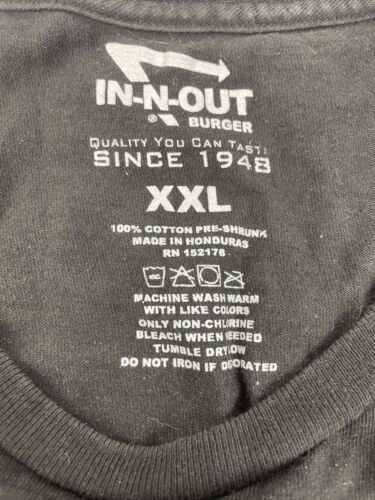 IN-N-OUT
® BURGER
QUALITY YOU CAN TASTE
SINCE 1948
XXL
100% COTTON PRE-SHRUNK
MADE IN HONDURAS
RN 152178
MACHINE WASH WARM
WITH LIKE COLORS
ONLY NON-CHLORINE
BLEACH WHEN NEEDED
TUMBLE DRY LOW
DO NOT IRON IF DECORATED